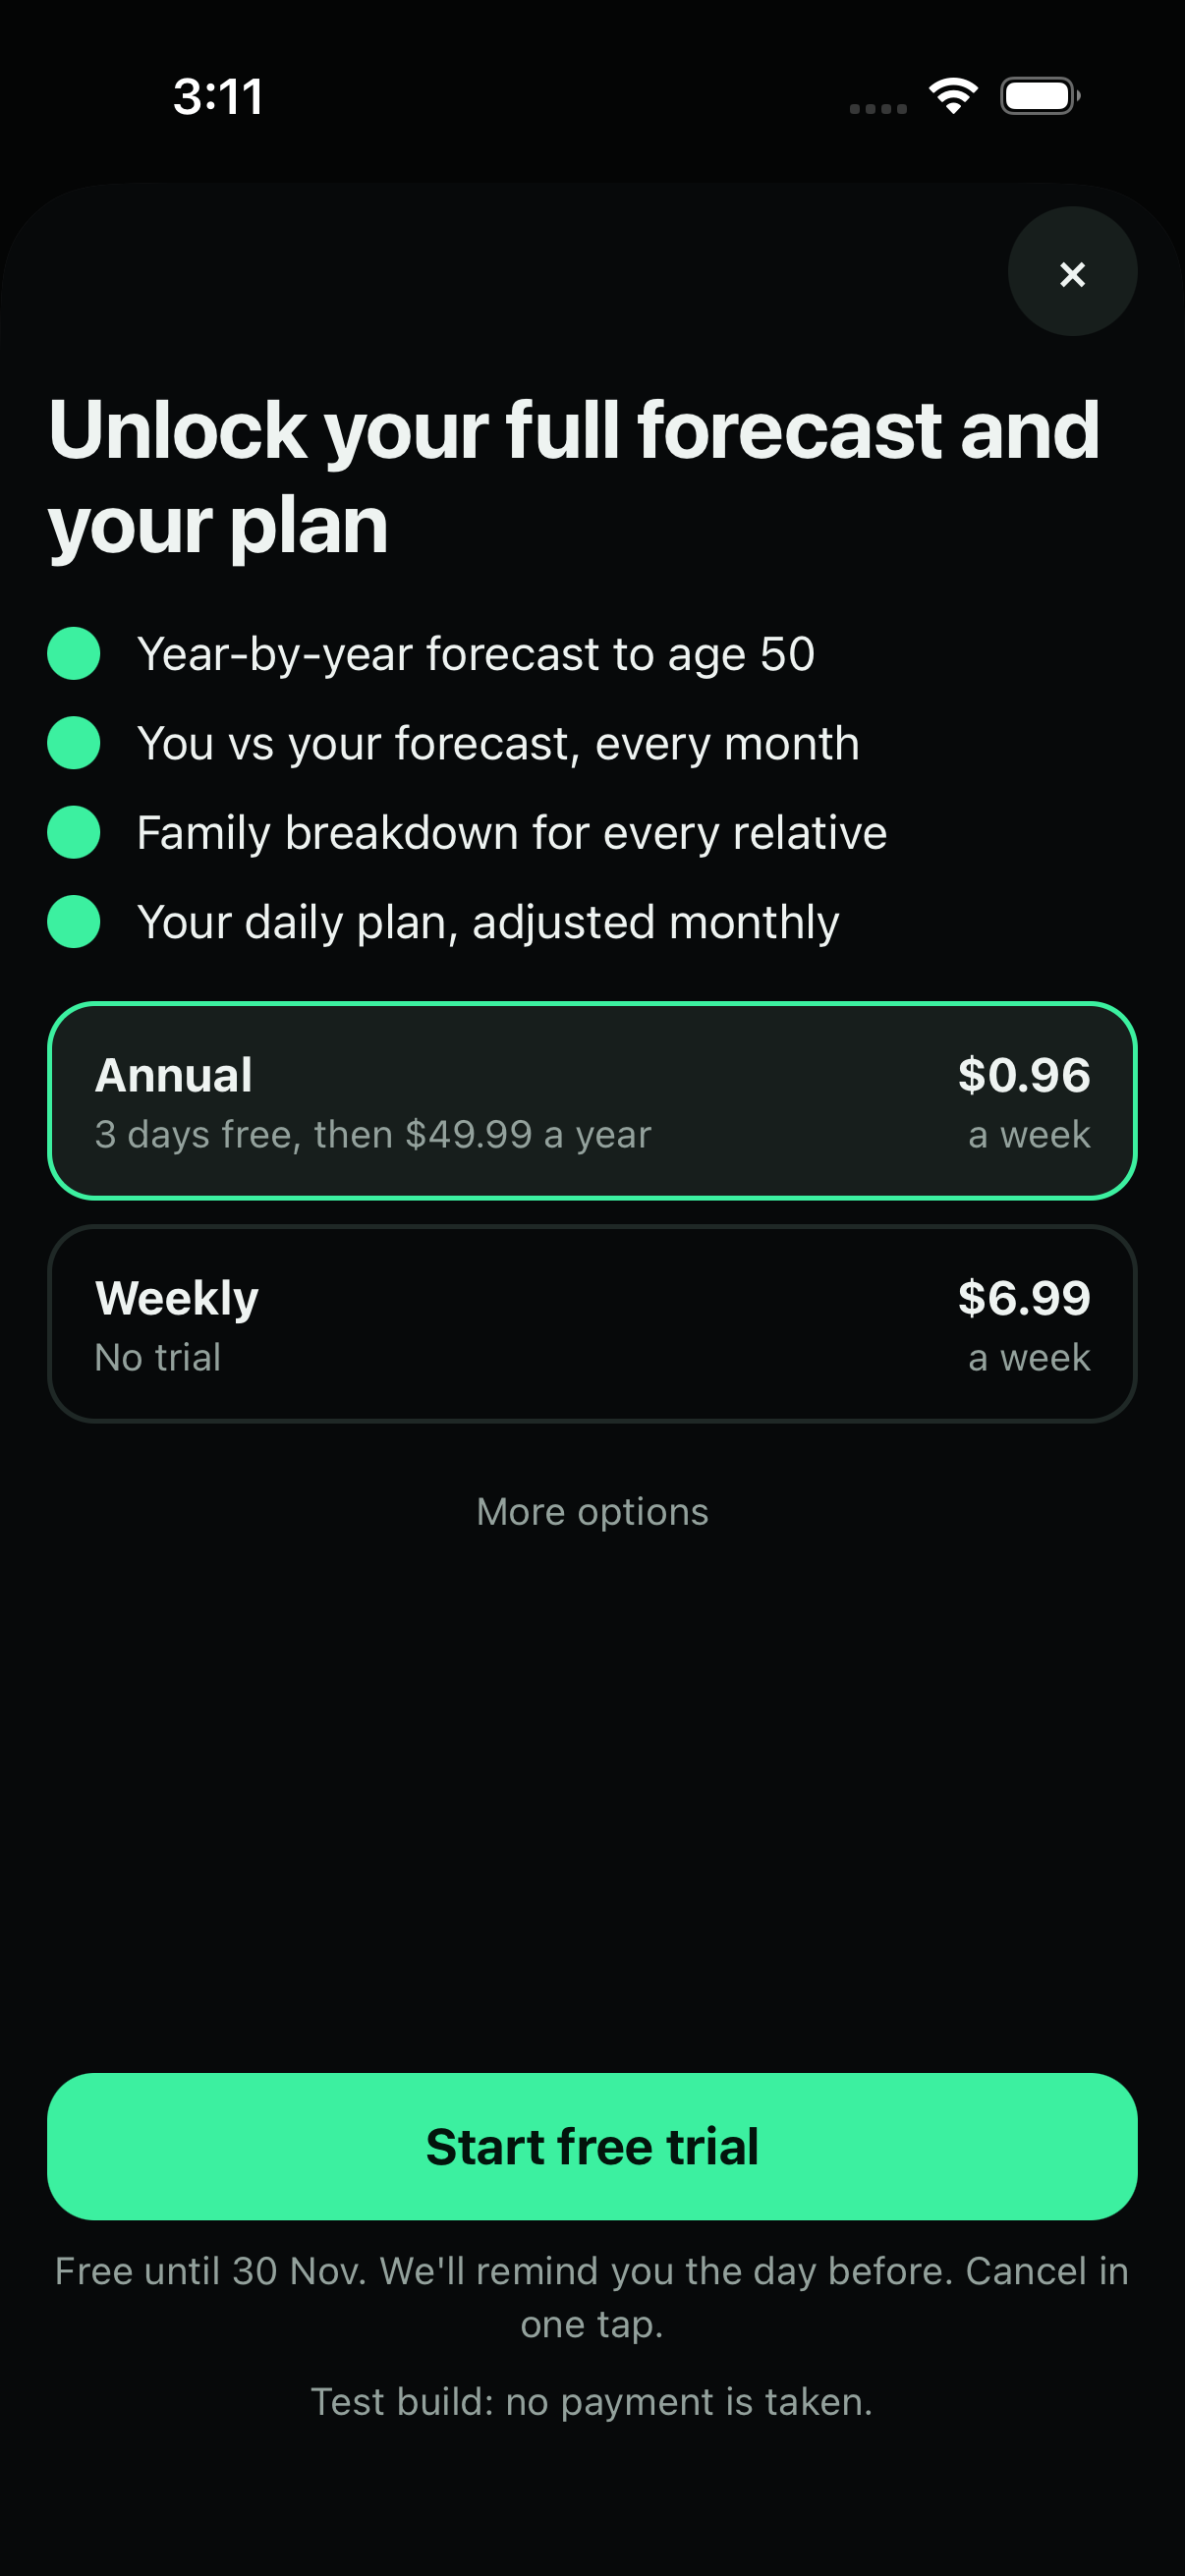 3:11
Unlock your full forecast and
your plan
Year-by-year forecast to age 50
You vs your forecast, every month
Family breakdown for every relative
Your daily plan, adjusted monthly
Annual
$0.96
3 days free, then $49.99 a year
a week
Weekly
$6.99
No trial
a week
More options
Start free trial
Free until 30 Nov. We'll remind you the day before. Cancel in
one tap.
Test build: no payment is taken.